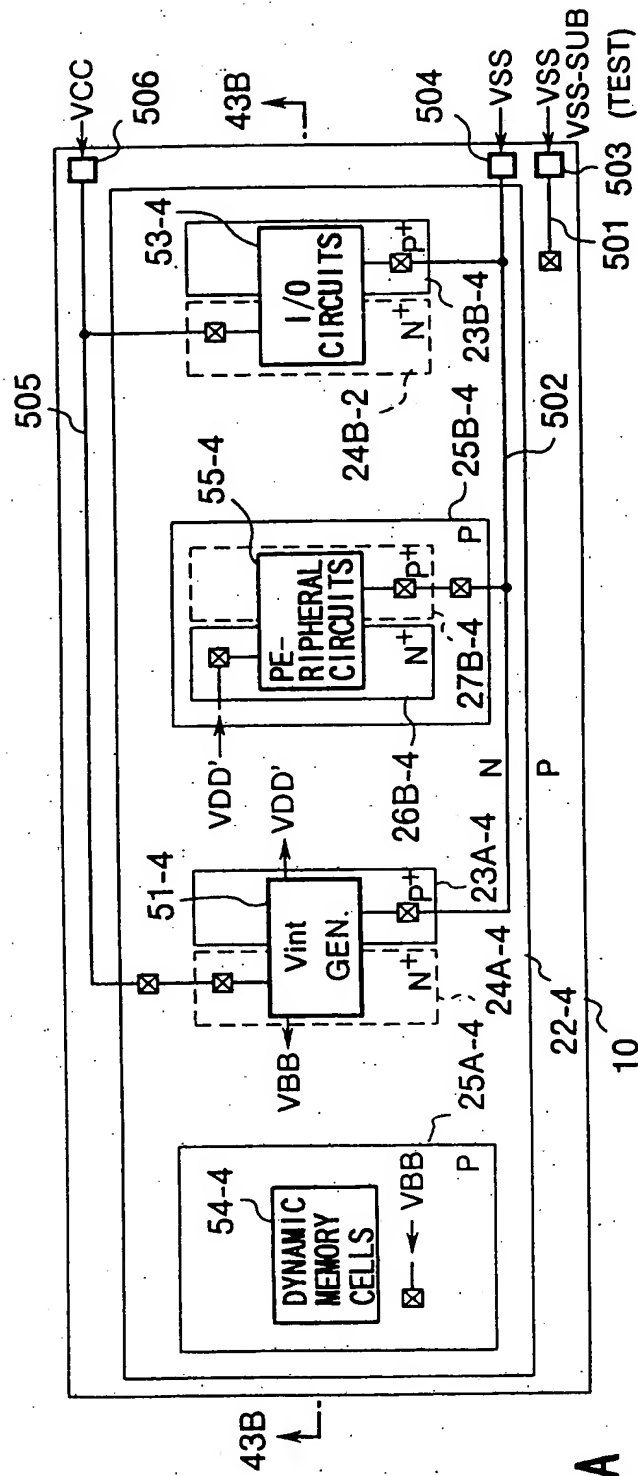 43B
43B
505
VCC
506
53-4
I/O
CIRCUITS
P+
N+
24B-2
23B-4
504
VSS
VSS
VSS-SUB
(TEST)
503
501
502
55-4
PE-
RIPHERAL
CIRCUITS
P+
N+
P
25B-4
27B-4
26B-4
VDD'
VDD'
51-4
Vint
GEN.
VBB
P+
N+
N
P
23A-4
24A-4
22-4
10
25A-4
54-4
DYNAMIC
MEMORY
CELLS
VBB
P
A